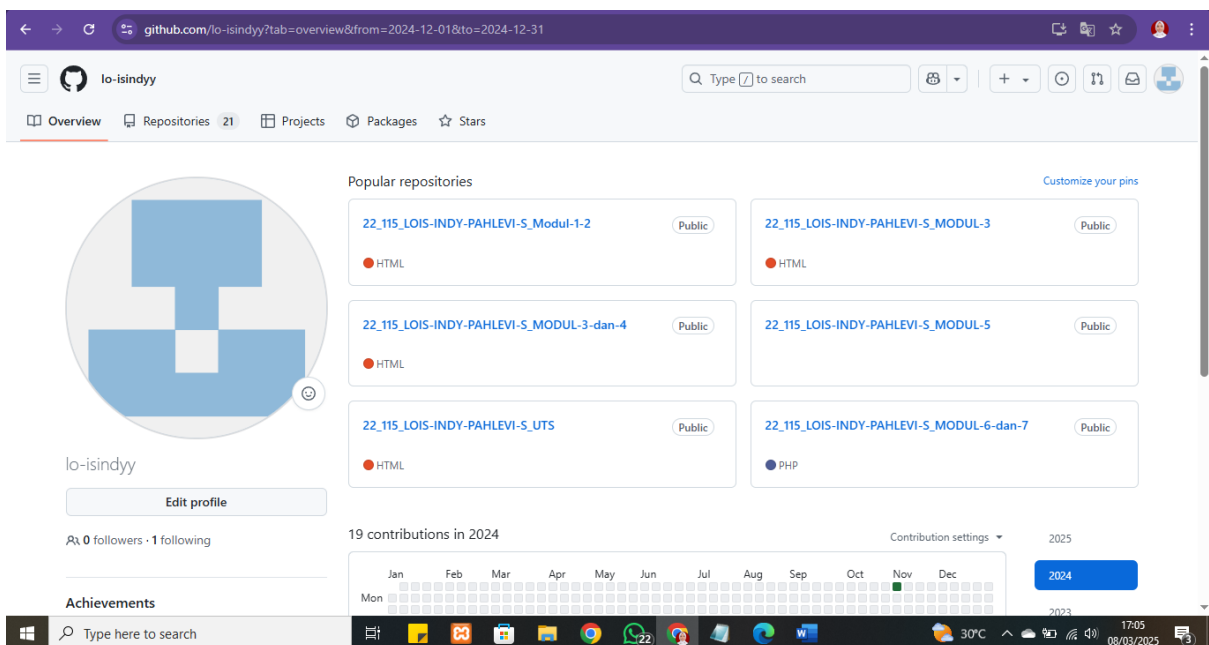 github.com/lo-isindyy?tab=overview&from=2024-12-01&to=2024-12-31
lo-isindyy
Type / to search
Overview
Repositories 21
Projects
Packages
Stars
Popular repositories
Customize your pins
22_115_LOIS-INDY-PAHLEVI-S_Modul-1-2
Public
HTML
22_115_LOIS-INDY-PAHLEVI-S_MODUL-3
Public
HTML
22_115_LOIS-INDY-PAHLEVI-S_MODUL-3-dan-4
Public
HTML
22_115_LOIS-INDY-PAHLEVI-S_MODUL-5
Public
22_115_LOIS-INDY-PAHLEVI-S_UTS
Public
HTML
22_115_LOIS-INDY-PAHLEVI-S_MODUL-6-dan-7
Public
PHP
lo-isindyy
Edit profile
0 followers · 1 following
Achievements
19 contributions in 2024
Contribution settings
2025
2024
2023
Jan Feb Mar Apr May Jun Jul Aug Sep Oct Nov Dec
Mon
Type here to search
22
30°C
17:05
08/03/2025
3